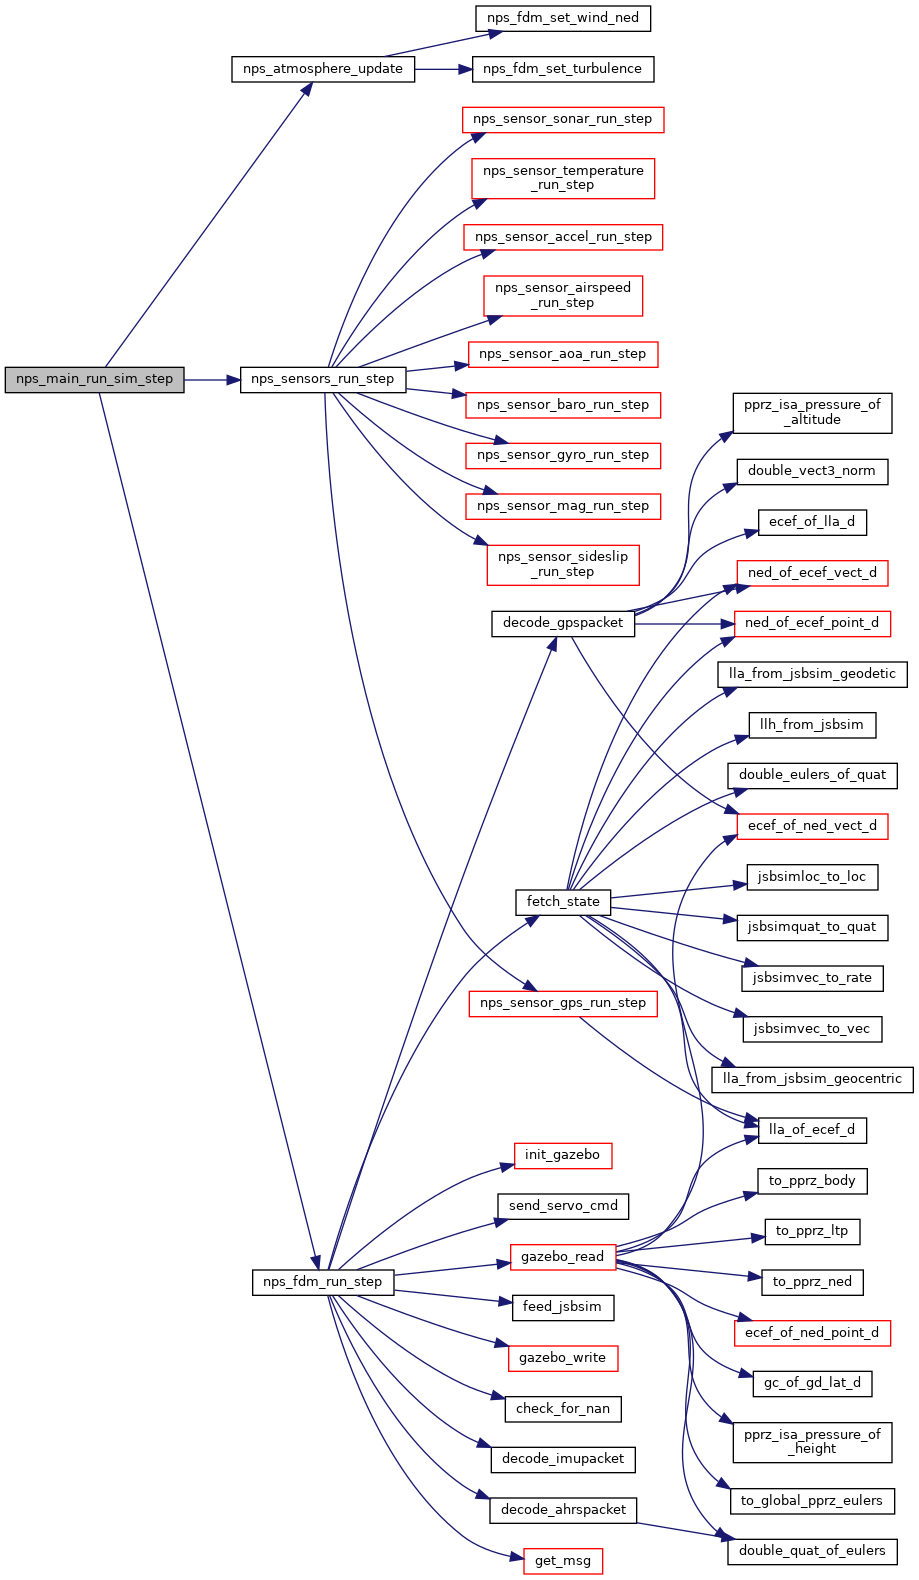 nps_fdm_set_wind_ned
nps_atmosphere_update
nps_fdm_set_turbulence
nps_sensor_sonar_run_step
nps_sensor_temperature
_run_step
nps_sensor_accel_run_step
nps_sensor_airspeed
_run_step
nps_sensor_aoa_run_step
nps_main_run_sim_step
nps_sensors_run_step
nps_sensor_baro_run_step
pprz_isa_pressure_of
_altitude
nps_sensor_gyro_run_step
double_vect3_norm
nps_sensor_mag_run_step
ecef_of_lla_d
nps_sensor_sideslip
_run_step
ned_of_ecef_vect_d
decode_gpspacket
ned_of_ecef_point_d
lla_from_jsbsim_geodetic
llh_from_jsbsim
double_eulers_of_quat
ecef_of_ned_vect_d
jsbsimloc_to_loc
fetch_state
jsbsimquat_to_quat
jsbsimvec_to_rate
nps_sensor_gps_run_step
jsbsimvec_to_vec
lla_from_jsbsim_geocentric
lla_of_ecef_d
init_gazebo
to_pprz_body
send_servo_cmd
to_pprz_ltp
gazebo_read
nps_fdm_run_step
to_pprz_ned
feed_jsbsim
ecef_of_ned_point_d
gazebo_write
gc_of_gd_lat_d
check_for_nan
pprz_isa_pressure_of
_height
decode_imupacket
to_global_pprz_eulers
decode_ahrspacket
double_quat_of_eulers
get_msg